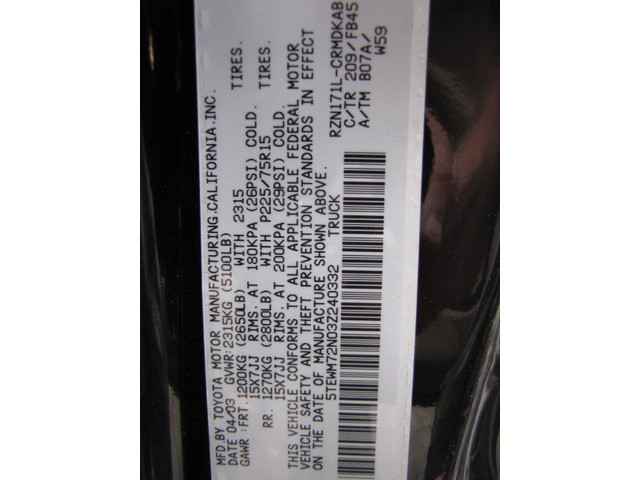 MFD BY TOYOTA MOTOR MANUFACTURING.CALIFORNIA.INC.
DATE 04/03 GVWR:2315KG (5100LB)
GAWR :FRT.1200KG (2650LB) WITH 2315 TIRES.
15X7JJ RIMS. AT 180KPA (26PSI) COLD.
RR. 1270KG (2800LB) WITH P225/75R15 TIRES.
15X7JJ RIMS. AT 200KPA (29PSI) COLD.
THIS VEHICLE CONFORMS TO ALL APPLICABLE FEDERAL MOTOR
VEHICLE SAFETY AND THEFT PREVENTION STANDARDS IN EFFECT
ON THE DATE OF MANUFACTURE SHOWN ABOVE.
5TEWM72N03Z240332 TRUCK
RZN171L-CRMDKAB
C/TR 209/FB45
A/TM B07A/
W59